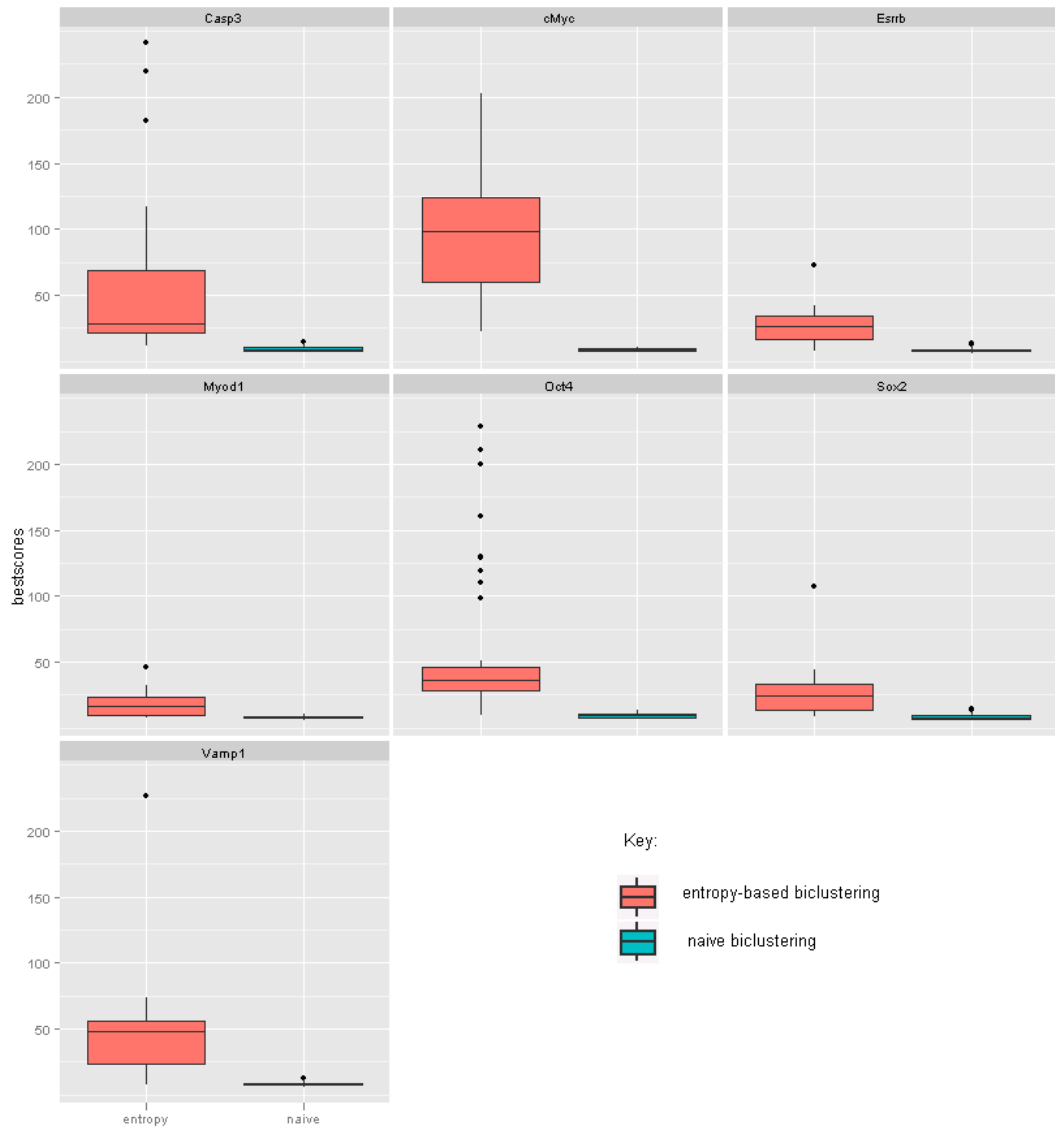 Casp3 cMyc Esrrb
200
150
100
50
Myod1 Oct4 Sox2
200
150
100
50
bestscores
Vamp1
200
150
100
50
entropy naive
Key:
entropy-based biclustering
naive biclustering